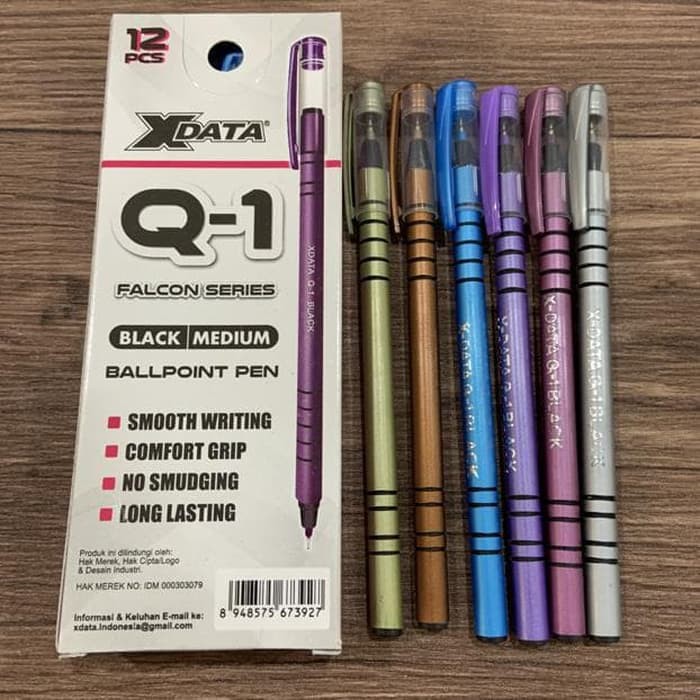 12
PCS
XDATA®
Q-1
FALCON SERIES
BLACK MEDIUM
BALLPOINT PEN
SMOOTH WRITING
COMFORT GRIP
NO SMUDGING
LONG LASTING
Produk ini dilindungi oleh:
Hak Merek, Hak Cipta/Logo
& Desain Industri.
HAK MEREK NO: IDM 000303079
Informasi & Keluhan E-mail ke:
xdata.Indonesia@gmail.com
8 948575 673927
XDATA Q-1 BLACK
X-DATA Q-1 BLACK
X-DATA Q-1 BLACK
X-DATA Q-1 BLACK
X-DATA Q-1 BLACK